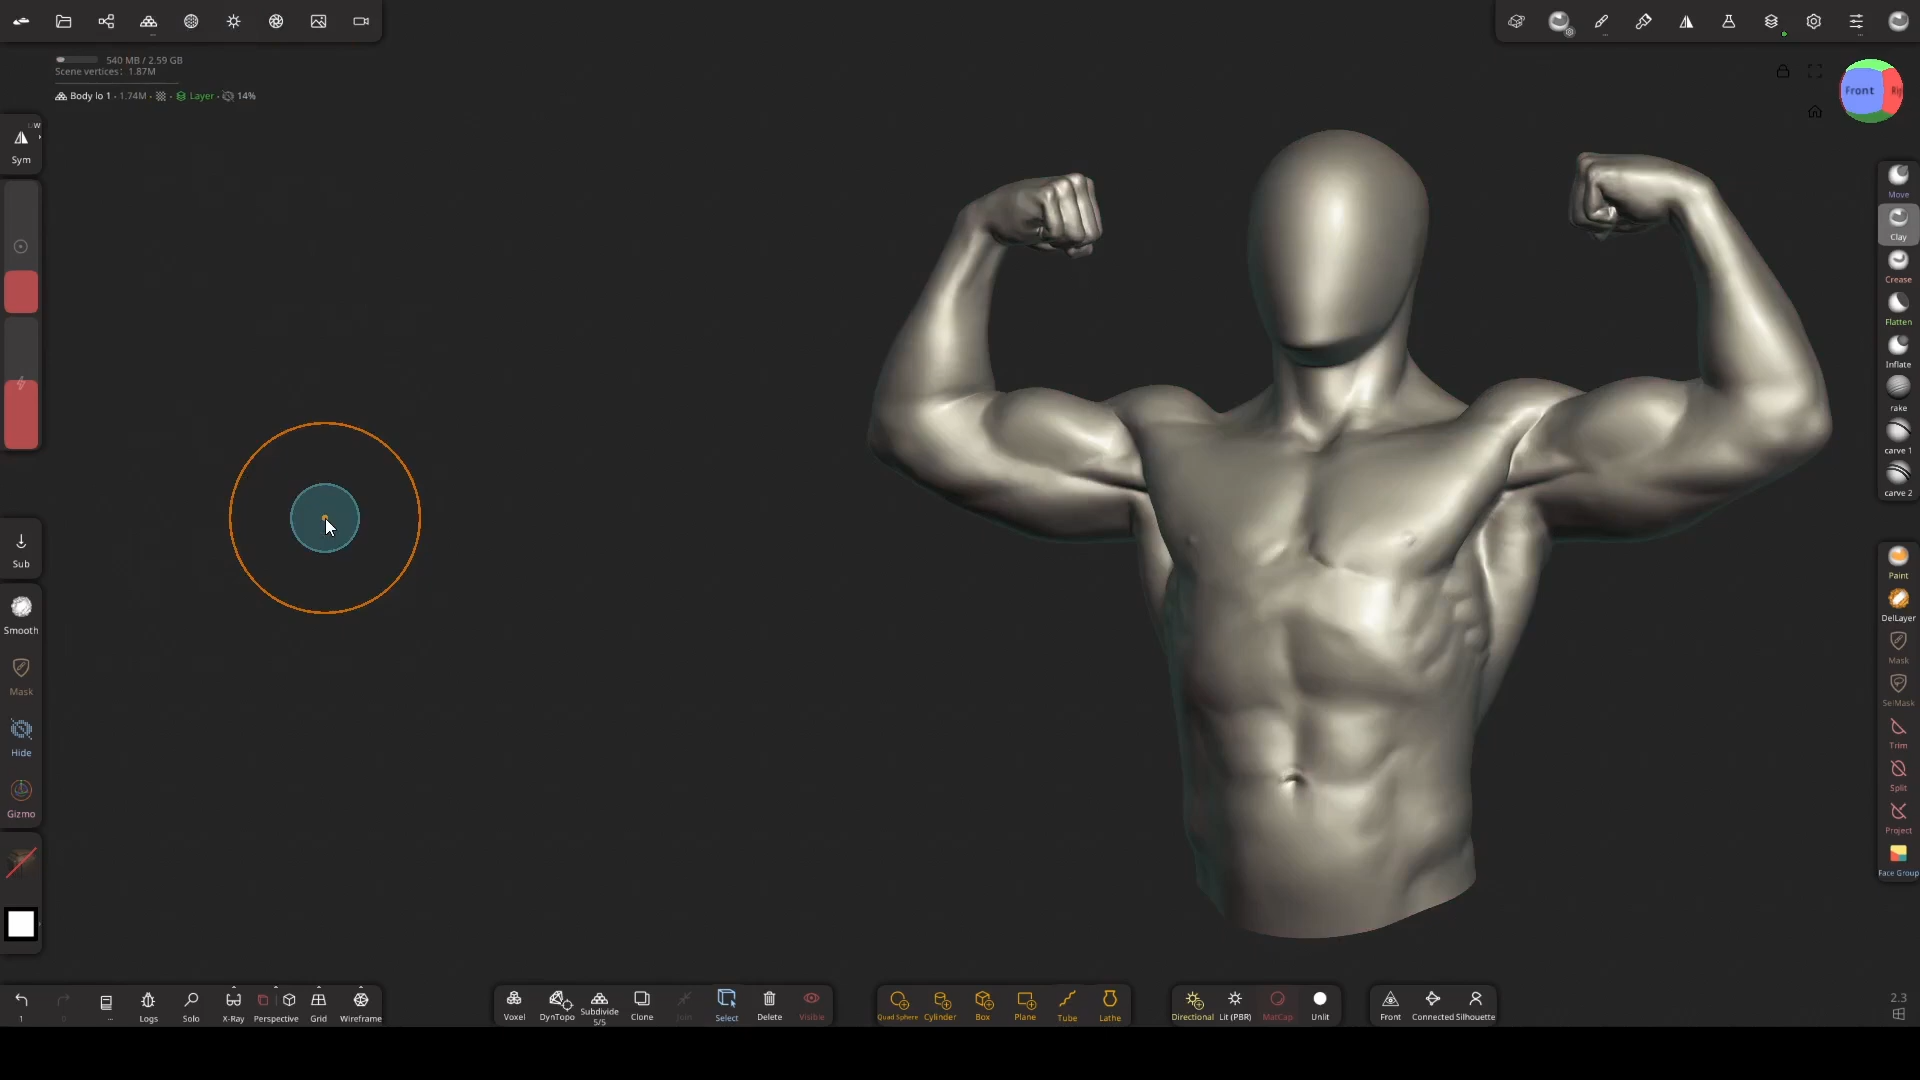 540 MB / 2.59 GB
Scene vertices: 1.87M
Body lo 1 · 1.74M · Layer · 14%
Front
W
Sym
Sub
Smooth
Mask
Hide
Gizmo
Move
Clay
Crease
Flatten
Inflate
rake
carve 1
carve 2
Paint
DelLayer
Mask
SelMask
Trim
Split
Project
Face Group
1
0
...
Logs
Solo
X-Ray
Perspective
Grid
Wireframe
Voxel
DynTopo
Subdivide
5/5
Clone
Join
Select
Delete
Visible
Quad Sphere
Cylinder
Box
Plane
Tube
Lathe
Directional
Lit (PBR)
MatCap
Unlit
Front
Connected
Silhouette
2.3